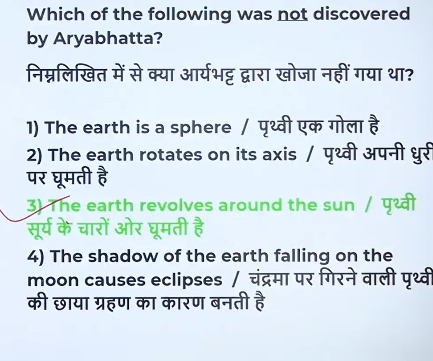 Which of the following was not discovered
by Aryabhatta?
निम्नलिखित में से क्या आर्यभट्ट द्वारा खोजा नहीं गया था?
1) The earth is a sphere / पृथ्वी एक गोला है
2) The earth rotates on its axis / पृथ्वी अपनी धुरी
पर घूमती है
3) The earth revolves around the sun / पृथ्वी
सूर्य के चारों ओर घूमती है
4) The shadow of the earth falling on the
moon causes eclipses / चंद्रमा पर गिरने वाली पृथ्वी
की छाया ग्रहण का कारण बनती है